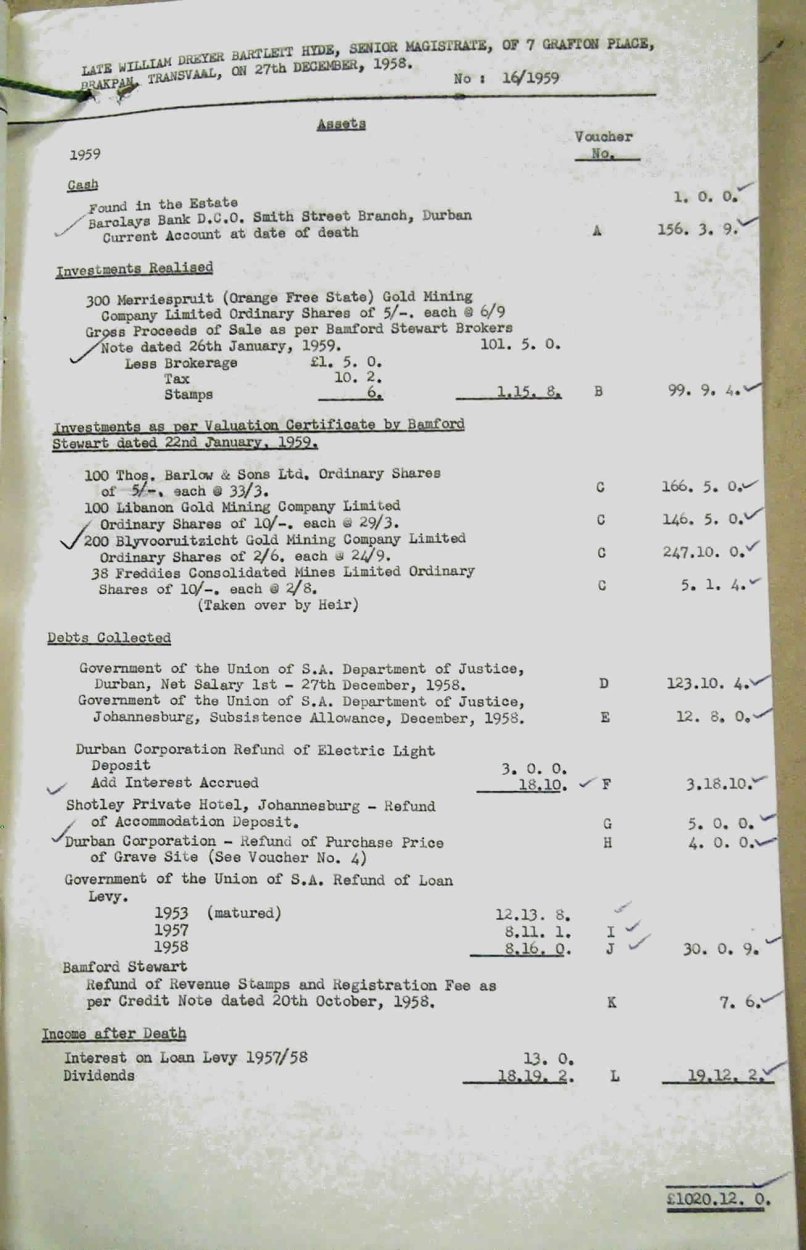 LATE WILLIAM DREYER BARTLETT HYDE, SENIOR MAGISTRATE, OF 7 GRAFTON PLACE,
BRAKPAN, TRANSVAAL, ON 27th DECEMBER, 1958.
No : 16/1959
Assets
Voucher
1959 No.
Cash
Found in the Estate 1. 0. 0.
Barclays Bank D.C.O. Smith Street Branch, Durban
Current Account at date of death A 156. 3. 9.
Investments Realised
300 Merriespruit (Orange Free State) Gold Mining
Company Limited Ordinary Shares of 5/-. each @ 6/9
Gross Proceeds of Sale as per Bamford Stewart Brokers
Note dated 26th January, 1959. 101. 5. 0.
Less Brokerage £1. 5. 0.
Tax 10. 2.
Stamps 6. 1.15. 8. B 99. 9. 4.
Investments as per Valuation Certificate by Bamford
Stewart dated 22nd January, 1959.
100 Thos. Barlow & Sons Ltd. Ordinary Shares
of 5/-. each @ 33/3. C 166. 5. 0.
100 Libanon Gold Mining Company Limited
Ordinary Shares of 10/-. each @ 29/3. C 146. 5. 0.
200 Blyvooruitzicht Gold Mining Company Limited
Ordinary Shares of 2/6. each @ 24/9. C 247.10. 0.
38 Freddies Consolidated Mines Limited Ordinary
Shares of 10/-. each @ 2/8. C 5. 1. 4.
(Taken over by Heir)
Debts Collected
Government of the Union of S.A. Department of Justice,
Durban, Net Salary 1st - 27th December, 1958. D 123.10. 4.
Government of the Union of S.A. Department of Justice,
Johannesburg, Subsistence Allowance, December, 1958. E 12. 8. 0.
Durban Corporation Refund of Electric Light
Deposit 3. 0. 0.
Add Interest Accrued 18.10. F 3.18.10.
Shotley Private Hotel, Johannesburg - Refund
of Accommodation Deposit. G 5. 0. 0.
Durban Corporation - Refund of Purchase Price H 4. 0. 0.
of Grave Site (See Voucher No. 4)
Government of the Union of S.A. Refund of Loan
Levy.
1953 (matured) 12.13. 8.
1957 8.11. 1. I
1958 8.16. 0. J 30. 0. 9.
Bamford Stewart
Refund of Revenue Stamps and Registration Fee as
per Credit Note dated 20th October, 1958. K 7. 6.
Income after Death
Interest on Loan Levy 1957/58 13. 0.
Dividends 18.19. 2. L 19.12. 2.
£1020.12. 0.